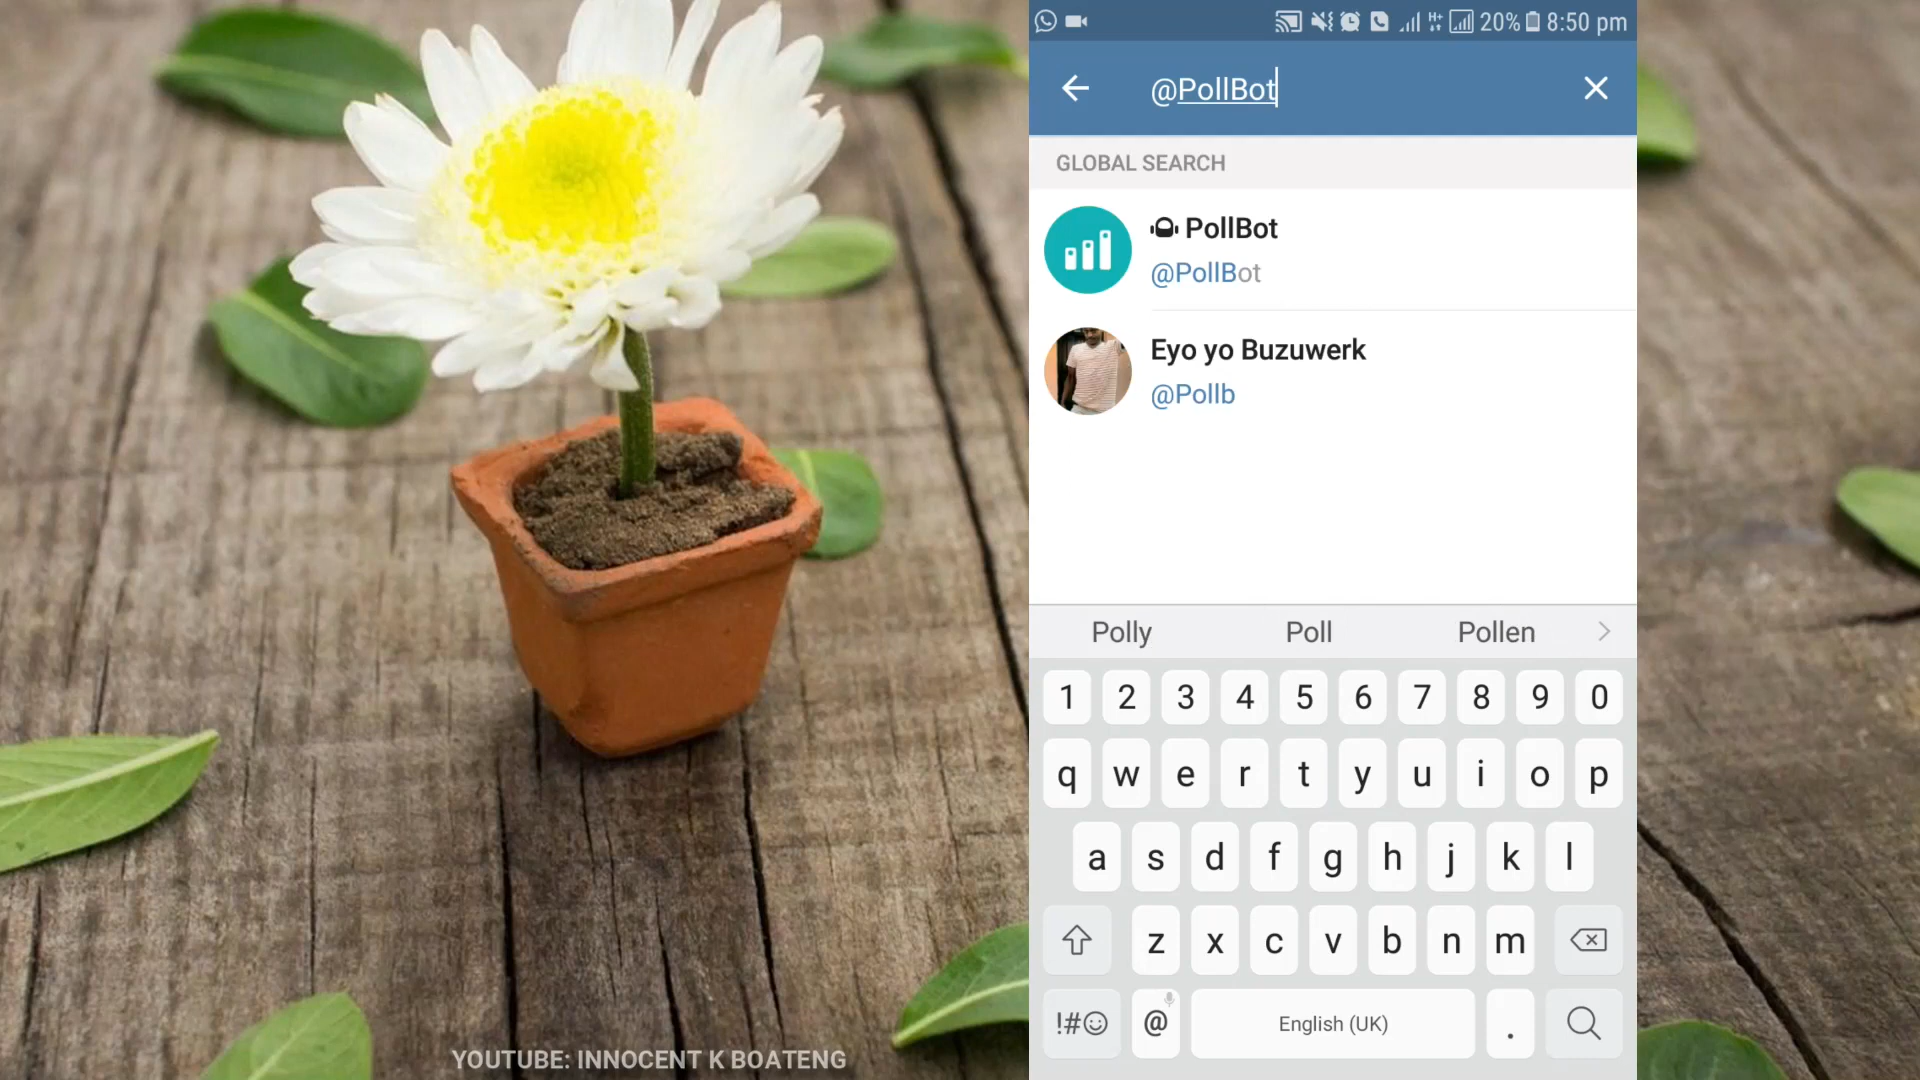 20% 8:50 pm
@PollBot
GLOBAL SEARCH
PollBot
@PollBot
Eyo yo Buzuwerk
@Pollb
Polly Poll Pollen
1 2 3 4 5 6 7 8 9 0
q w e r t y u i o p
a s d f g h j k l
z x c v b n m
!#☺ @ English (UK) .
YOUTUBE: INNOCENT K BOATENG